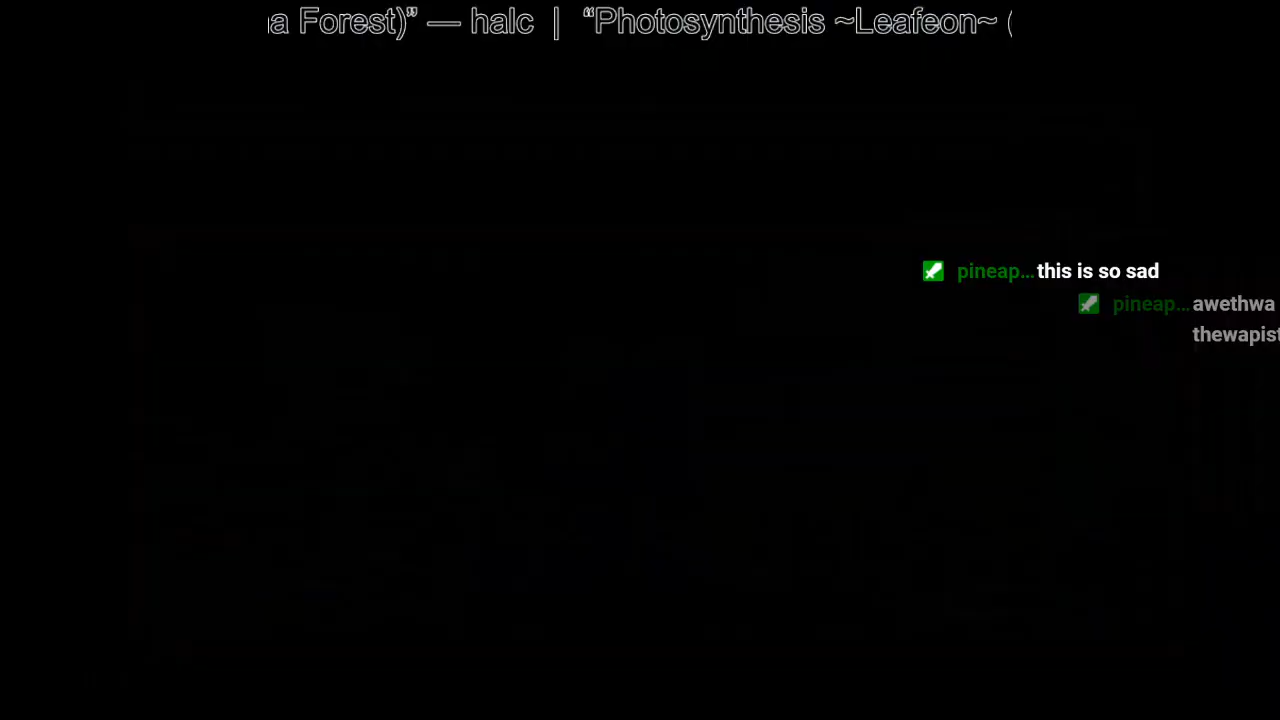 a Forest)” — halc | “Photosynthesis ~Leafeon~ (
pineap… this is so sad
pineap… awethwa
thewapist